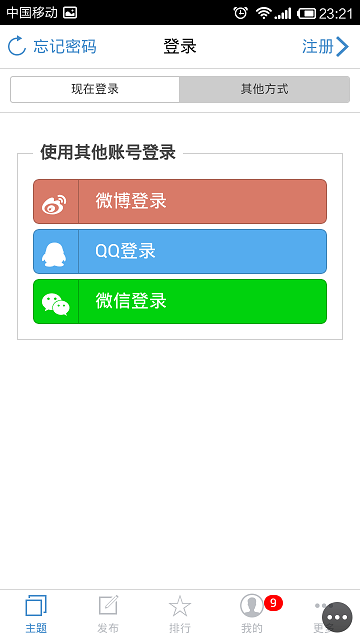 中国移动 23:21
忘记密码 登录 注册
现在登录 其他方式
使用其他账号登录
微博登录
QQ登录
微信登录
9
主题 发布 排行 我的